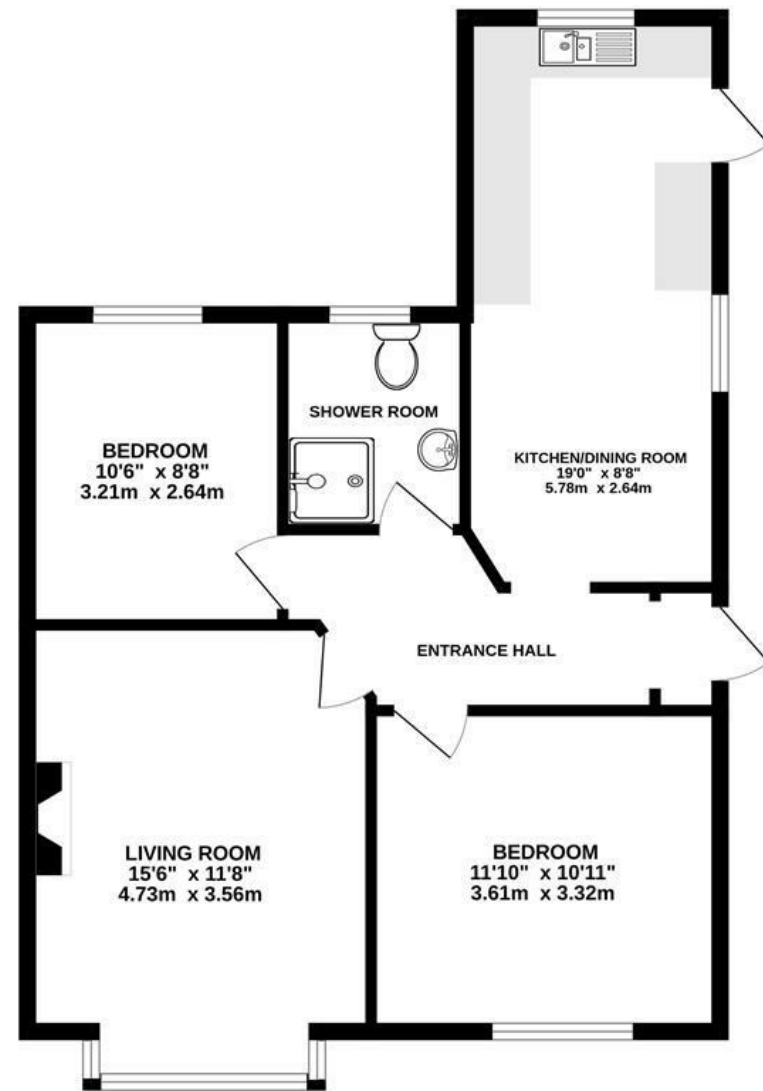 SHOWER ROOM
BEDROOM
10'6" x 8'8"
3.21m x 2.64m
KITCHEN/DINING ROOM
19'0" x 8'8"
5.78m x 2.64m
ENTRANCE HALL
LIVING ROOM
15'6" x 11'8"
4.73m x 3.56m
BEDROOM
11'10" x 10'11"
3.61m x 3.32m